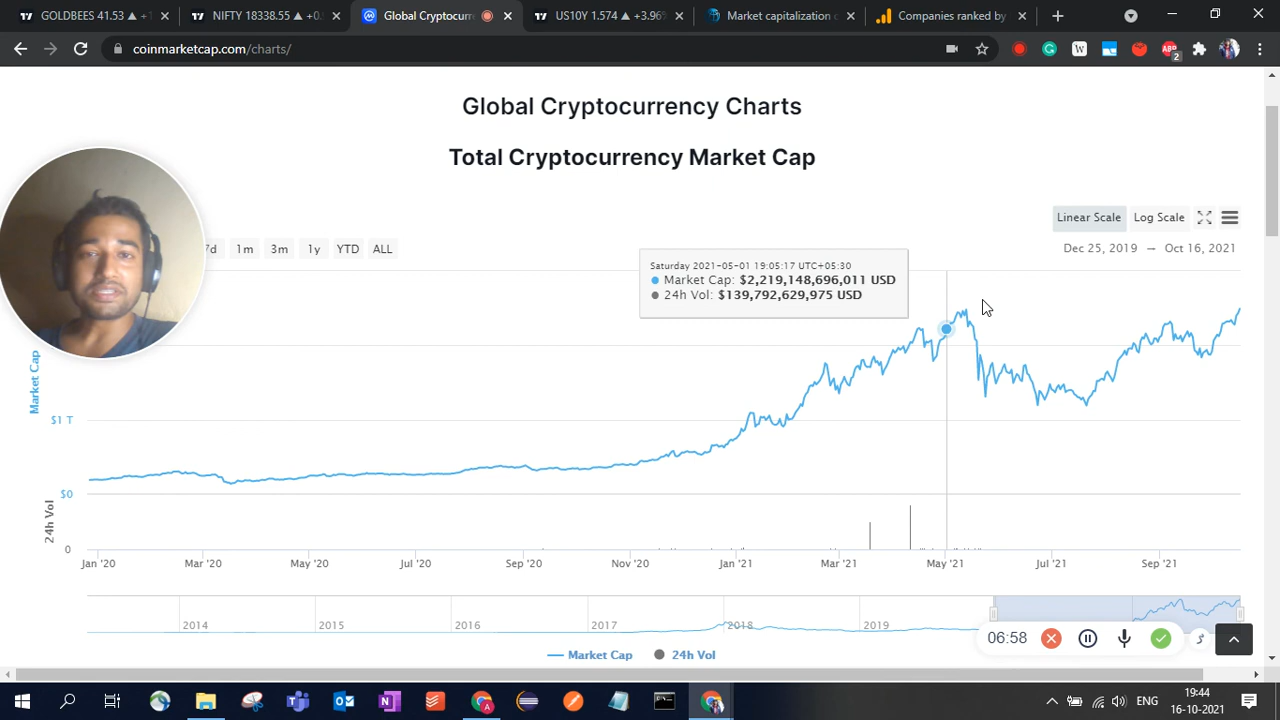 GOLDBEES 41.53 ▲ +1
NIFTY 18338.55 ▲ +0.
Global Cryptocurr
US10Y 1.574 ▲ +3.96%
Market capitalization o
Companies ranked by
coinmarketcap.com/charts/
ABP
2
Global Cryptocurrency Charts
Total Cryptocurrency Market Cap
Linear Scale
Log Scale
7d
1m
3m
1y
YTD
ALL
Dec 25, 2019 — Oct 16, 2021
Saturday 2021-05-01 19:05:17 UTC+05:30
Market Cap: $2,219,148,696,011 USD
24h Vol: $139,792,629,975 USD
Market Cap
$1 T
$0
24h Vol
0
Jan '20
Mar '20
May '20
Jul '20
Sep '20
Nov '20
Jan '21
Mar '21
May '21
Jul '21
Sep '21
2014
2015
2016
2017
2018
2019
06:58
Market Cap
24h Vol
ENG
19:44
16-10-2021